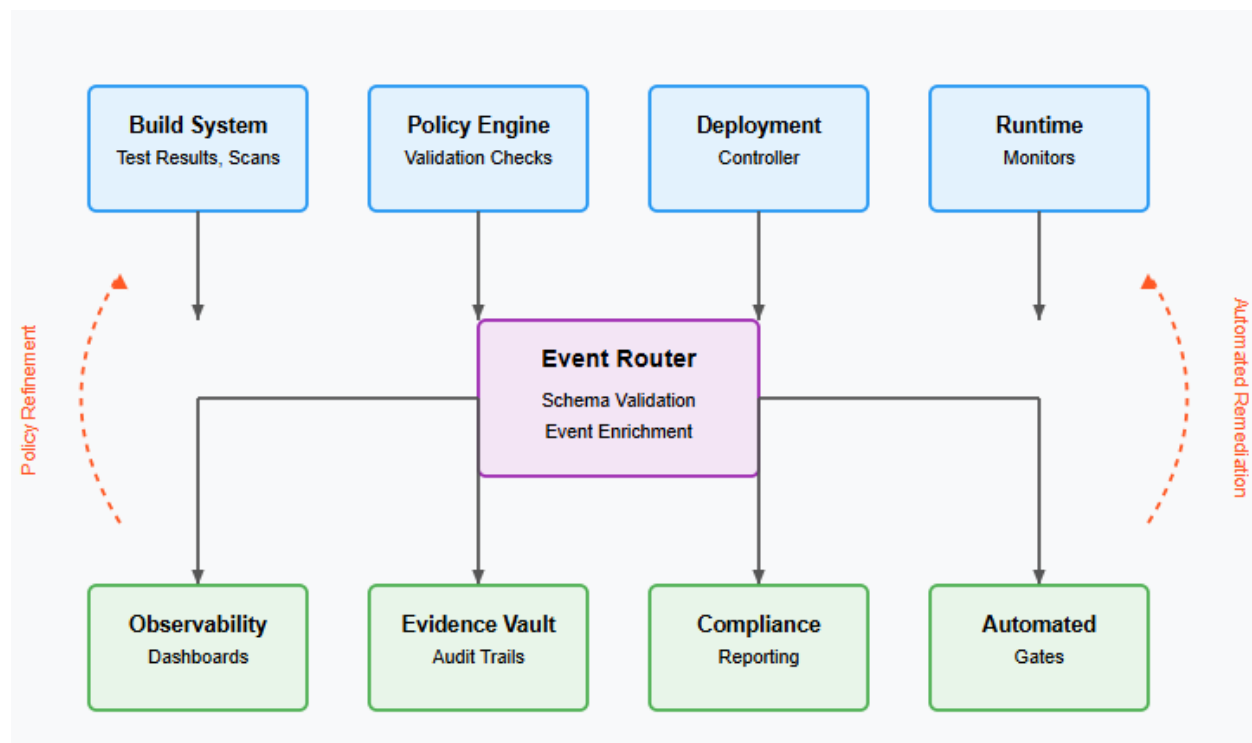 Build System
Test Results, Scans
Policy Engine
Validation Checks
Deployment
Controller
Runtime
Monitors
Policy Refinement
Event Router
Schema Validation
Event Enrichment
Automated Remediation
Observability
Dashboards
Evidence Vault
Audit Trails
Compliance
Reporting
Automated
Gates